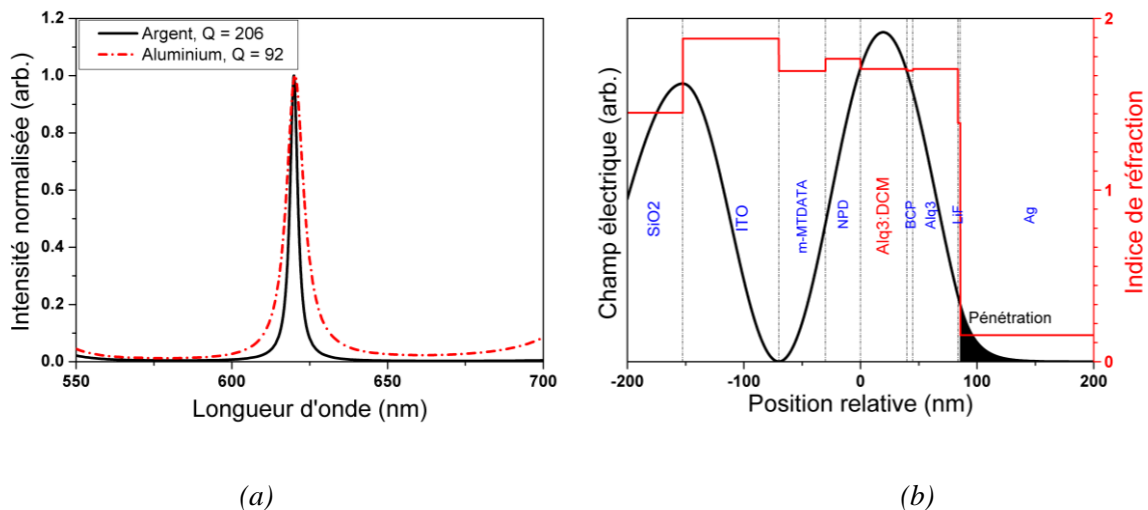 Argent, Q = 206
Aluminium, Q = 92
1.2
1.0
0.8
0.6
0.4
0.2
0.0
Intensité normalisée (arb.)
550
600
650
700
Longueur d'onde (nm)
(a)
Champ électrique (arb.)
SiO2
ITO
m-MTDATA
NPD
Alq3:DCM
BCP
Alq3
LiF
Ag
Pénétration
2
1
0
Indice de réfraction
-200
-100
0
100
200
Position relative (nm)
(b)